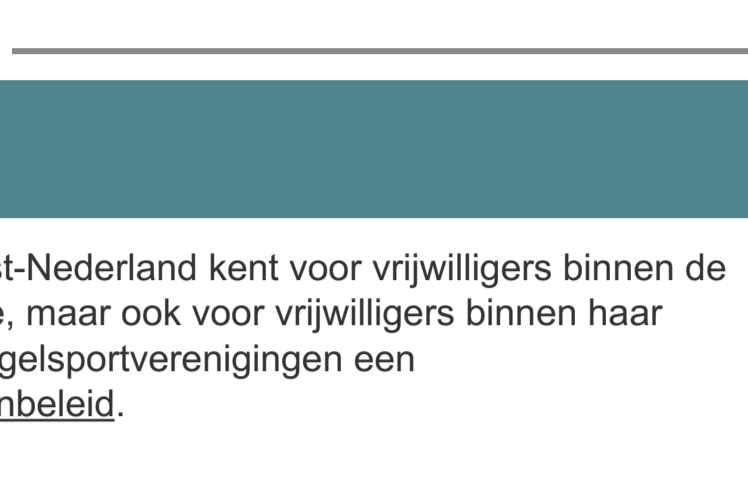 st-Nederland kent voor vrijwilligers binnen de
e, maar ook voor vrijwilligers binnen haar
gelsportverenigingen een
nbeleid.